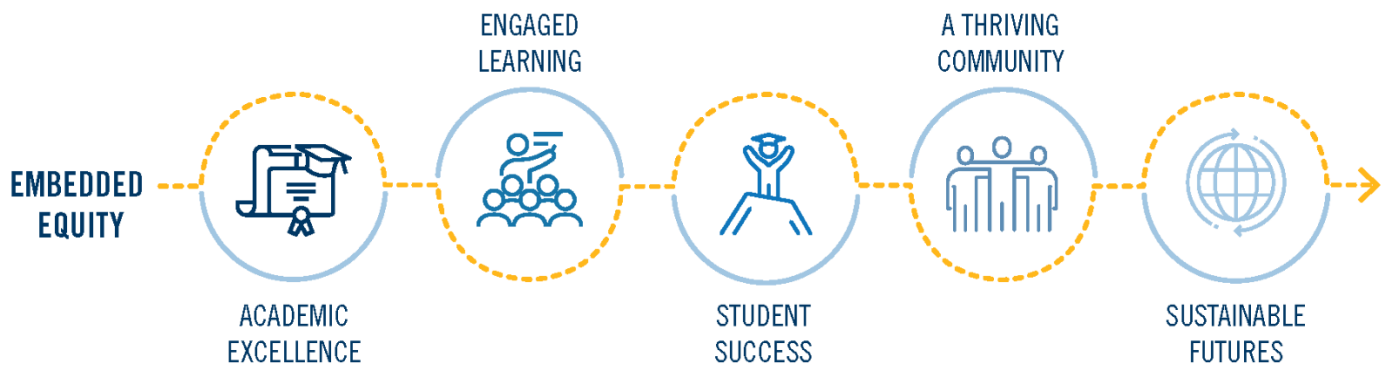 EMBEDDED
EQUITY
ACADEMIC
EXCELLENCE
ENGAGED
LEARNING
STUDENT
SUCCESS
A THRIVING
COMMUNITY
SUSTAINABLE
FUTURES